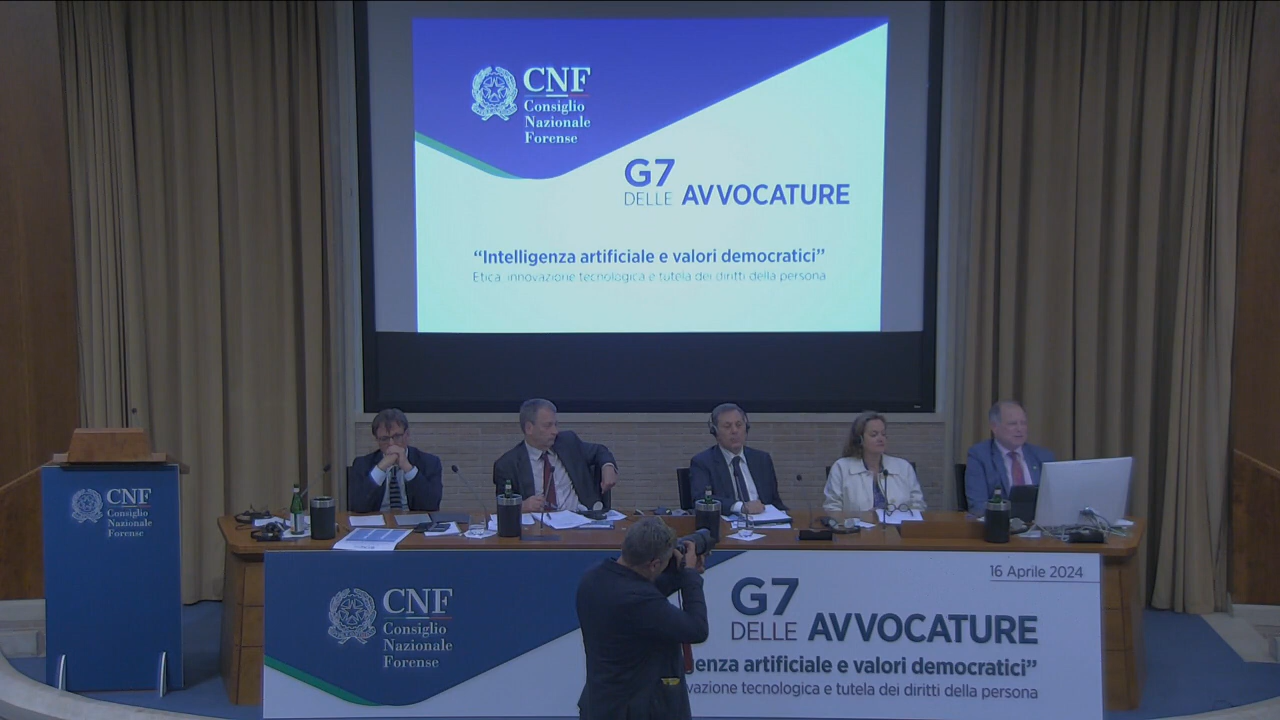 CNF
Consiglio
Nazionale
Forense
G7
DELLE AVVOCATURE
“Intelligenza artificiale e valori democratici”
Etica, innovazione tecnologica e tutela dei diritti della persona
CNF
Consiglio
Nazionale
Forense
16 Aprile 2024
CNF
Consiglio
Nazionale
Forense
G7
DELLE AVVOCATURE
enza artificiale e valori democratici”
vazione tecnologica e tutela dei diritti della persona